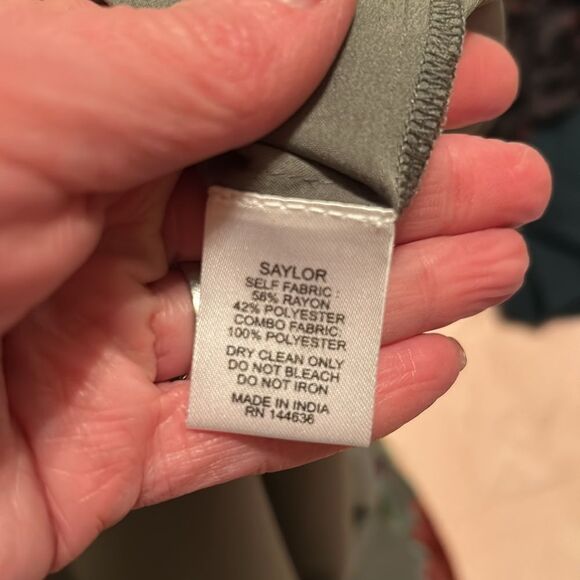 SAYLOR
SELF FABRIC :
58% RAYON
42% POLYESTER
COMBO FABRIC
100% POLYESTER
DRY CLEAN ONLY
DO NOT BLEACH
DO NOT IRON
MADE IN INDIA
RN 144636